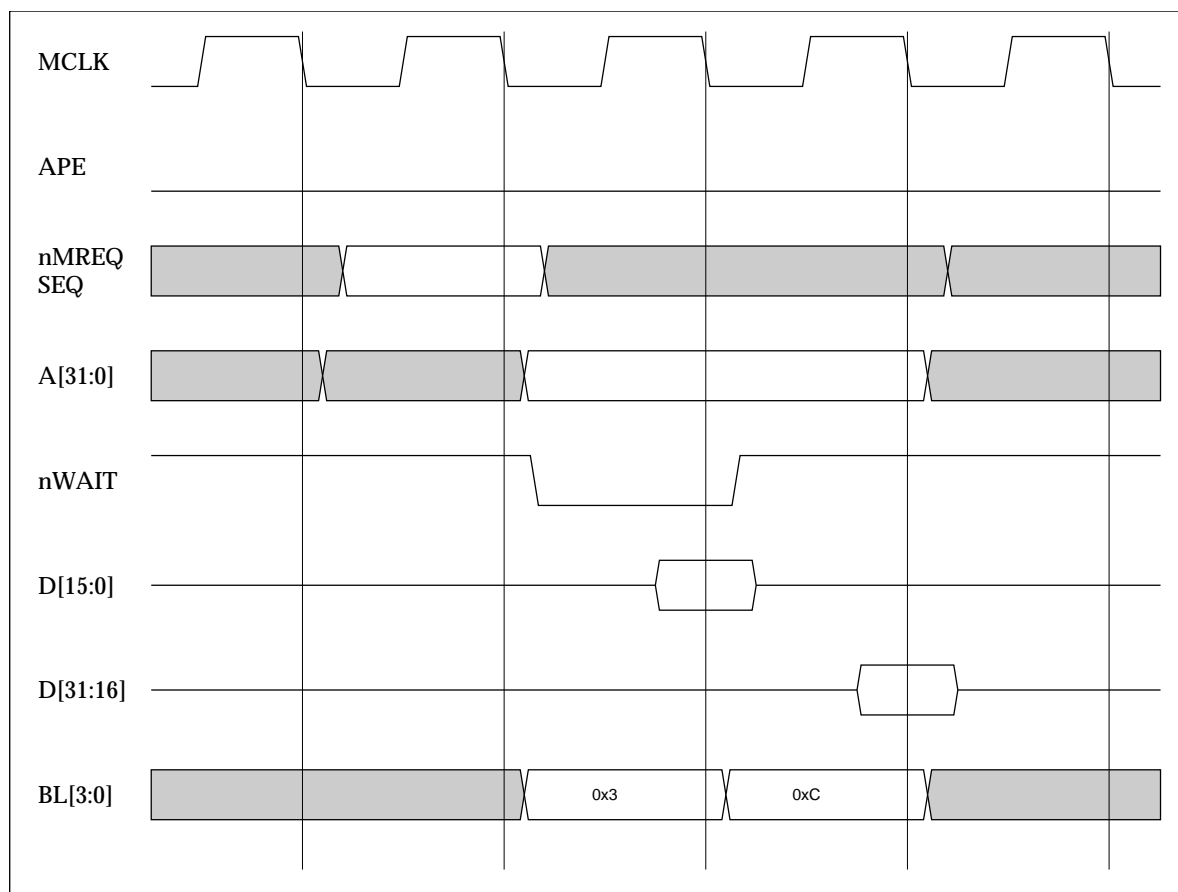 MCLK
APE
nMREQ
SEQ
A[31:0]
nWAIT
D[15:0]
D[31:16]
BL[3:0]
0x3
0xC